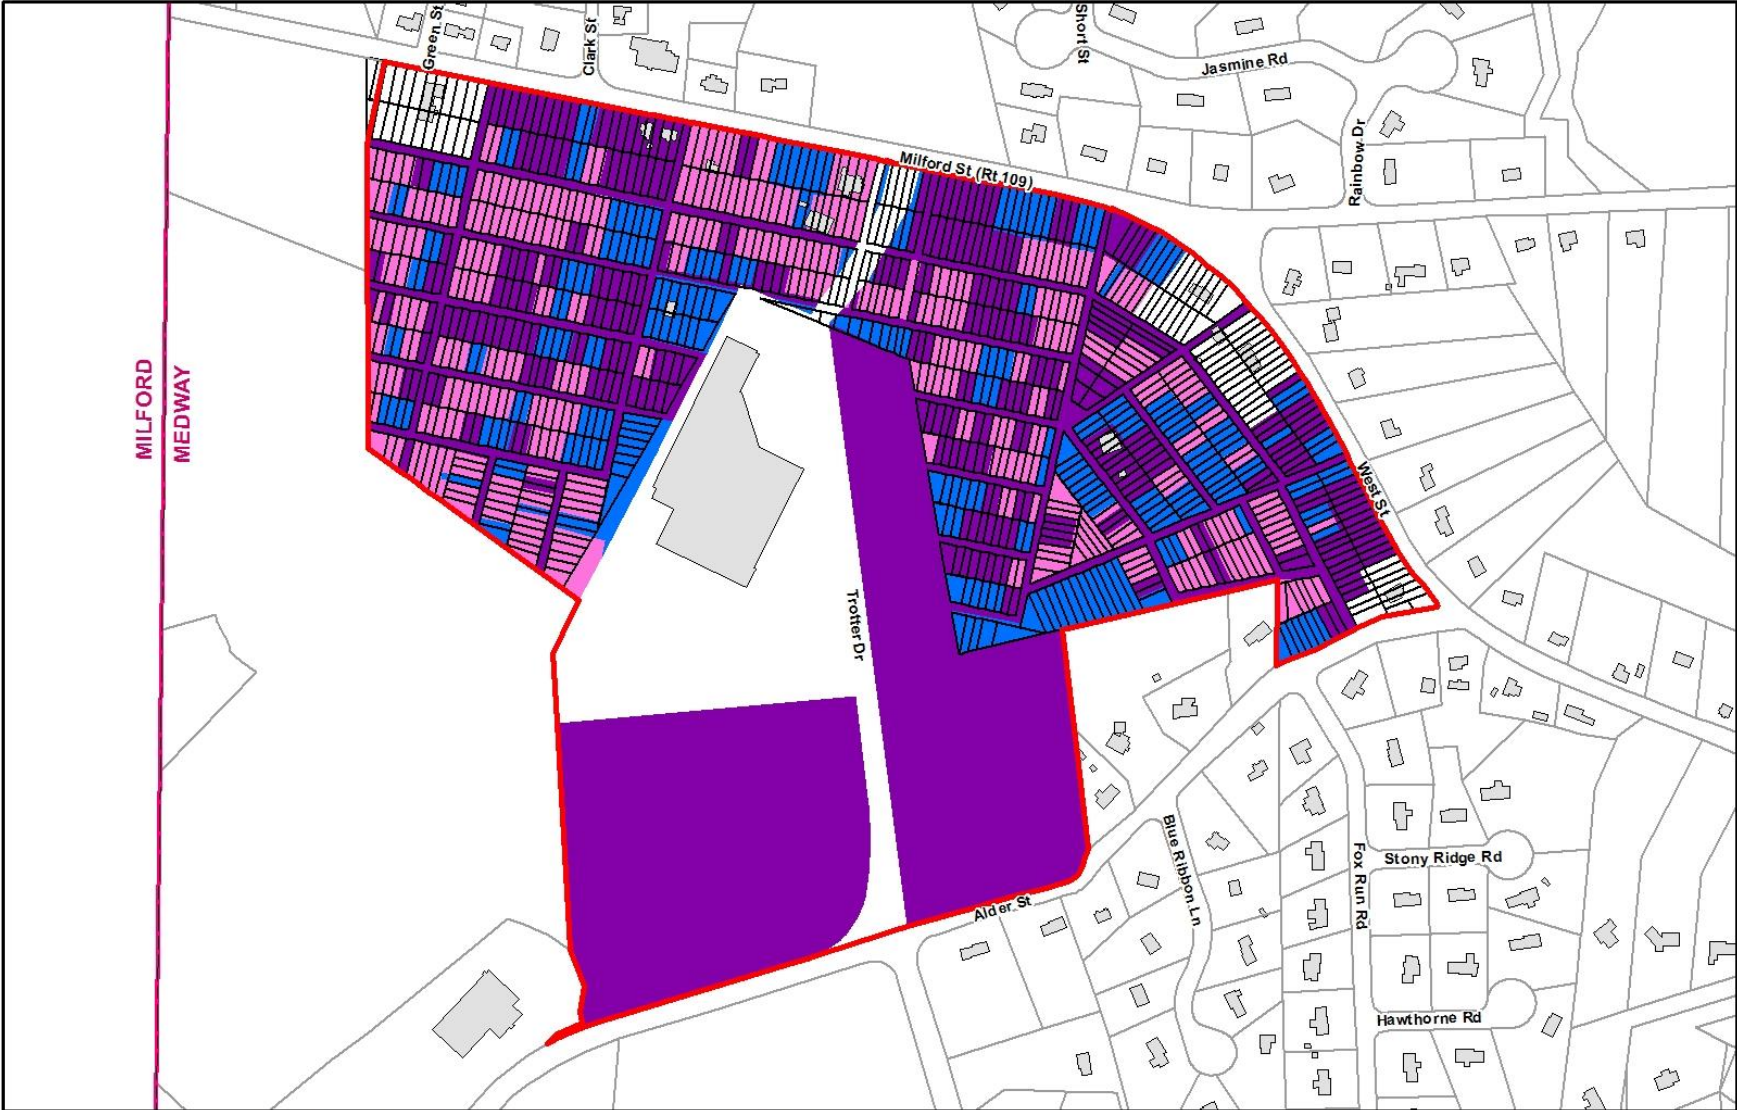 Green St
Clark St
Short St
Jasmine Rd
Rainbow Dr
Milford St (Rt 109)
MILFORD
MEDWAY
West St
Trotter Dr
Blue Ribbon Ln
Fox Run Rd
Stony Ridge Rd
Alder St
Hawthorne Rd